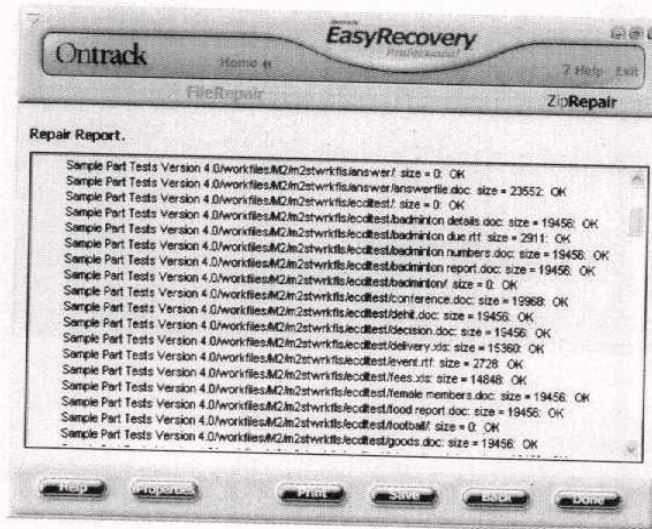 Ontrack
EasyRecovery
Professional
Home
? Help Exit
FileRepair
ZipRepair
Repair Report.
Sample Part Tests Version 4.0/workfiles/M2/m2stwrkfls/answer/: size = 0: OK
Sample Part Tests Version 4.0/workfiles/M2/m2stwrkfls/answer/answerfile.doc: size = 23552: OK
Sample Part Tests Version 4.0/workfiles/M2/m2stwrkfls/ecdltest/: size = 0: OK
Sample Part Tests Version 4.0/workfiles/M2/m2stwrkfls/ecdltest/badminton details.doc: size = 19456: OK
Sample Part Tests Version 4.0/workfiles/M2/m2stwrkfls/ecdltest/badminton due.rtf: size = 2911: OK
Sample Part Tests Version 4.0/workfiles/M2/m2stwrkfls/ecdltest/badminton numbers.doc: size = 19456: OK
Sample Part Tests Version 4.0/workfiles/M2/m2stwrkfls/ecdltest/badminton report.doc: size = 19456: OK
Sample Part Tests Version 4.0/workfiles/M2/m2stwrkfls/ecdltest/badminton/: size = 0: OK
Sample Part Tests Version 4.0/workfiles/M2/m2stwrkfls/ecdltest/conference.doc: size = 19968: OK
Sample Part Tests Version 4.0/workfiles/M2/m2stwrkfls/ecdltest/debit.doc: size = 19456: OK
Sample Part Tests Version 4.0/workfiles/M2/m2stwrkfls/ecdltest/decision.doc: size = 19456: OK
Sample Part Tests Version 4.0/workfiles/M2/m2stwrkfls/ecdltest/delivery.xls: size = 15360: OK
Sample Part Tests Version 4.0/workfiles/M2/m2stwrkfls/ecdltest/event.rtf: size = 2728: OK
Sample Part Tests Version 4.0/workfiles/M2/m2stwrkfls/ecdltest/fees.xls: size = 14848: OK
Sample Part Tests Version 4.0/workfiles/M2/m2stwrkfls/ecdltest/female members.doc: size = 19456: OK
Sample Part Tests Version 4.0/workfiles/M2/m2stwrkfls/ecdltest/food report.doc: size = 19456: OK
Sample Part Tests Version 4.0/workfiles/M2/m2stwrkfls/ecdltest/football/: size = 0: OK
Sample Part Tests Version 4.0/workfiles/M2/m2stwrkfls/ecdltest/goods.doc: size = 19456: OK
Help Properties Print Save Back Done